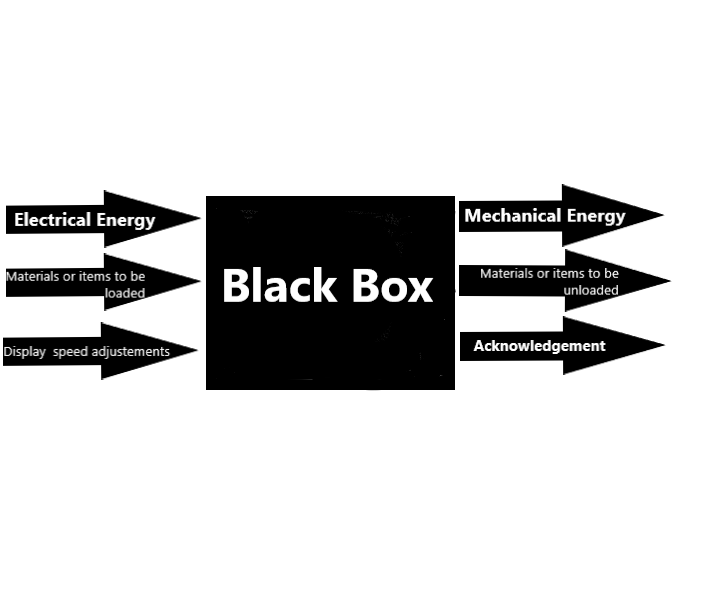 Electrical Energy
Materials or items to be
loaded
Display speed adjustements
Black Box
Mechanical Energy
Materials or items to be
unloaded
Acknowledgement